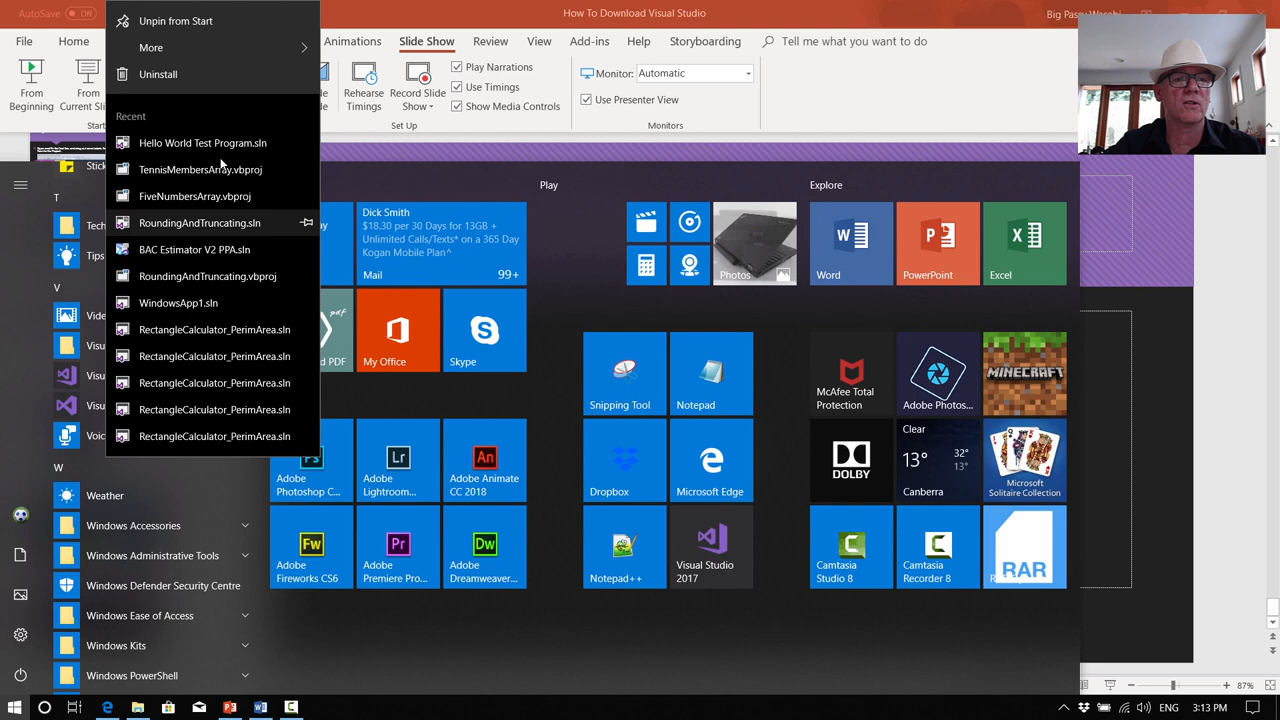 AutoSave
Off
How To Download Visual Studio
File
Home
Animations
Slide Show
Review
View
Add-ins
Help
Storyboarding
Tell me what you want to do
From
Beginning
From
Rehearse
Timings
Record Slide
Show
Play Narrations
Use Timings
Show Media Controls
Set Up
Monitor:
Automatic
Use Presenter View
Monitors
Unpin from Start
More
Uninstall
Recent
Hello World Test Program.sln
TennisMembersArray.vbproj
FiveNumbersArray.vbproj
RoundingAndTruncating.sln
BAC Estimator V2 PPA.sln
RoundingAndTruncating.vbproj
WindowsApp1.sln
RectangleCalculator_PerimArea.sln
RectangleCalculator_PerimArea.sln
RectangleCalculator_PerimArea.sln
RectangleCalculator_PerimArea.sln
RectangleCalculator_PerimArea.sln
T
Tips
V
W
Weather
Windows Accessories
Windows Administrative Tools
Windows Defender Security Centre
Windows Ease of Access
Windows Kits
Windows PowerShell
Dick Smith
$18.30 per 30 Days for 13GB +
Unlimited Calls/Texts* on a 365 Day
Kogan Mobile Plan^
Mail
99+
PDF
My Office
Skype
Adobe
Photoshop C...
Adobe
Lightroom...
Adobe Animate
CC 2018
Fw
Adobe
Fireworks CS6
Pr
Adobe
Premiere Pro...
Dw
Adobe
Dreamweaver...
Play
Photos
Snipping Tool
Notepad
Dropbox
Microsoft Edge
Notepad++
Visual Studio
2017
Explore
Word
PowerPoint
Excel
McAfee Total
Protection
Adobe Photos...
MINECRAFT
DOLBY
Clear
13°
32°
13°
Canberra
Microsoft
Solitaire Collection
Camtasia
Studio 8
Camtasia
Recorder 8
RAR
87%
ENG
3:13 PM